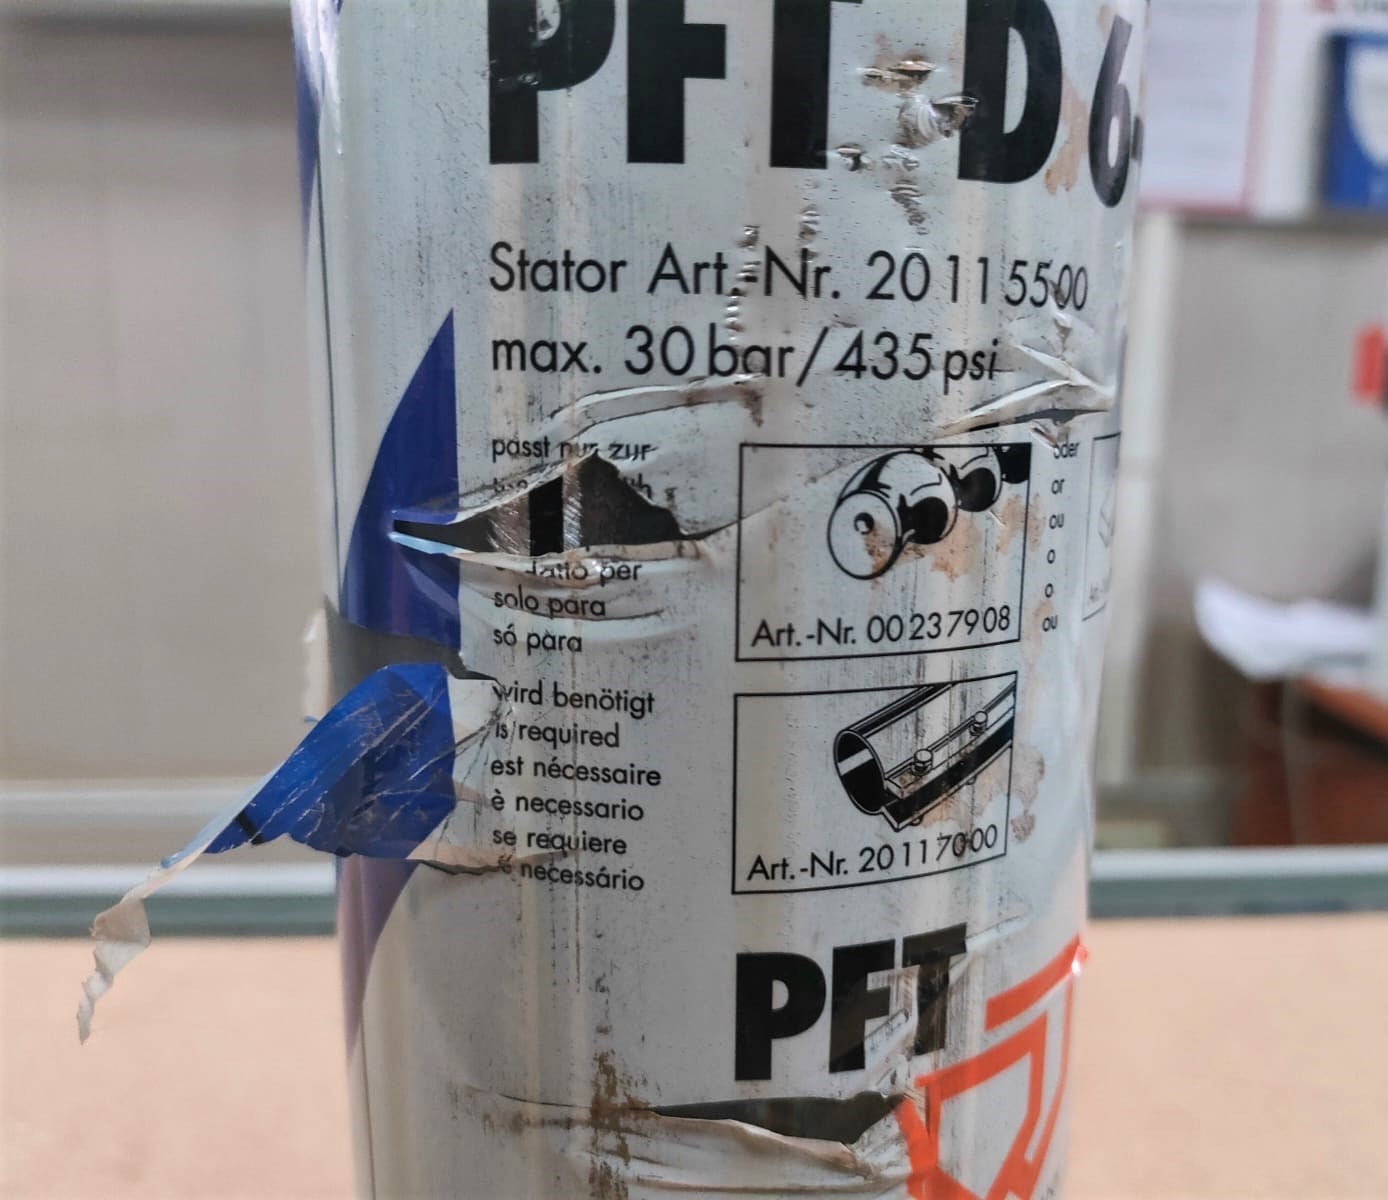 PFT D 6
Stator Art.-Nr. 20 11 55 00
max. 30 bar/435 psi
passt nur zur
per
solo para
só para
Art.-Nr. 00 23 79 08
oder
or
ou
o
o
ou
wird benötigt
is required
est nécessaire
è necessario
se requiere
é necessário
Art.-Nr. 20 11 70 00
PFT